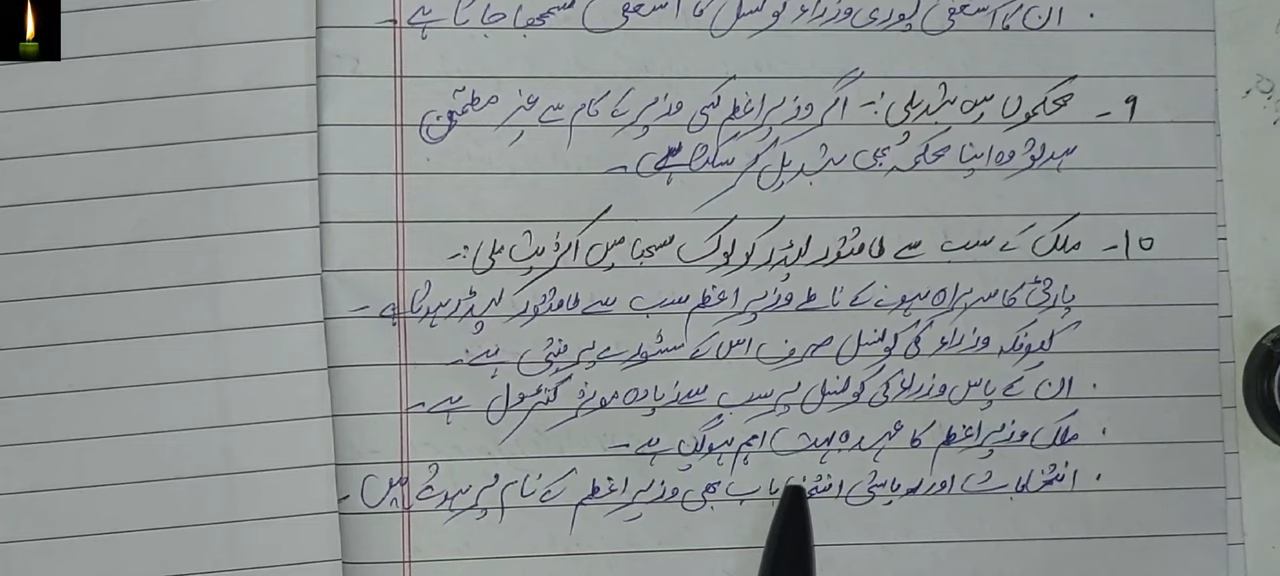 . ان کا استعفیٰ پوری وزراء کونسل کا استعفیٰ سمجھا جاتا ہے۔
9۔ محکموں میں تبدیلی :۔ اگر وزیر اعظم کسی وزیر کے کام سے غیر مطمئن
ہو تو وہ اپنا محکمہ بھی تبدیل کر سکتا ہے۔
10۔ ملک کے سب سے طاقتور لیڈر کو لوک سبھا میں اکثریت ملی :۔
پارٹی کا سربراہ ہونے کے ناطے وزیر اعظم سب سے طاقتور لیڈر ہوتا ہے۔
کیونکہ وزراء کی کونسل صرف اس کے مشورے پر بنتی ہے۔
. ان کے پاس وزراء کی کونسل پر سب سے زیادہ موثر کنٹرول ہے۔
. ملک وزیر اعظم کا عہدہ بہت اہم ہوگیا ہے۔
. انتخابات اور ریاستی انتخابات بھی وزیر اعظم کے نام پر ہوتے ہیں۔